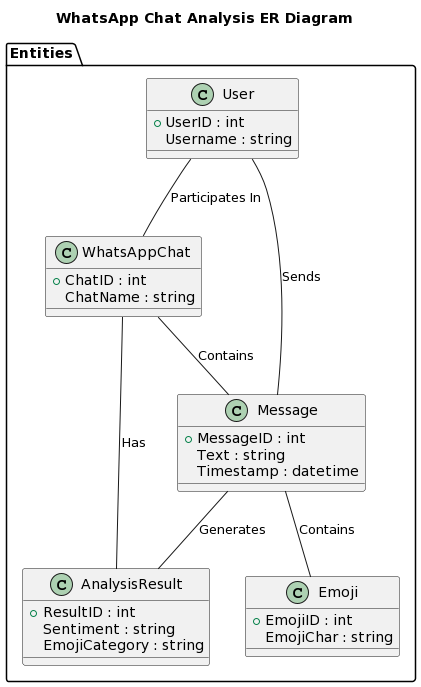 WhatsApp Chat Analysis ER Diagram
Entities
C User
UserID : int
Username : string
Participates In
Sends
C WhatsAppChat
ChatID : int
ChatName : string
Contains
Has
C Message
MessageID : int
Text : string
Timestamp : datetime
Generates
Contains
C AnalysisResult
ResultID : int
Sentiment : string
EmojiCategory : string
C Emoji
EmojiID : int
EmojiChar : string